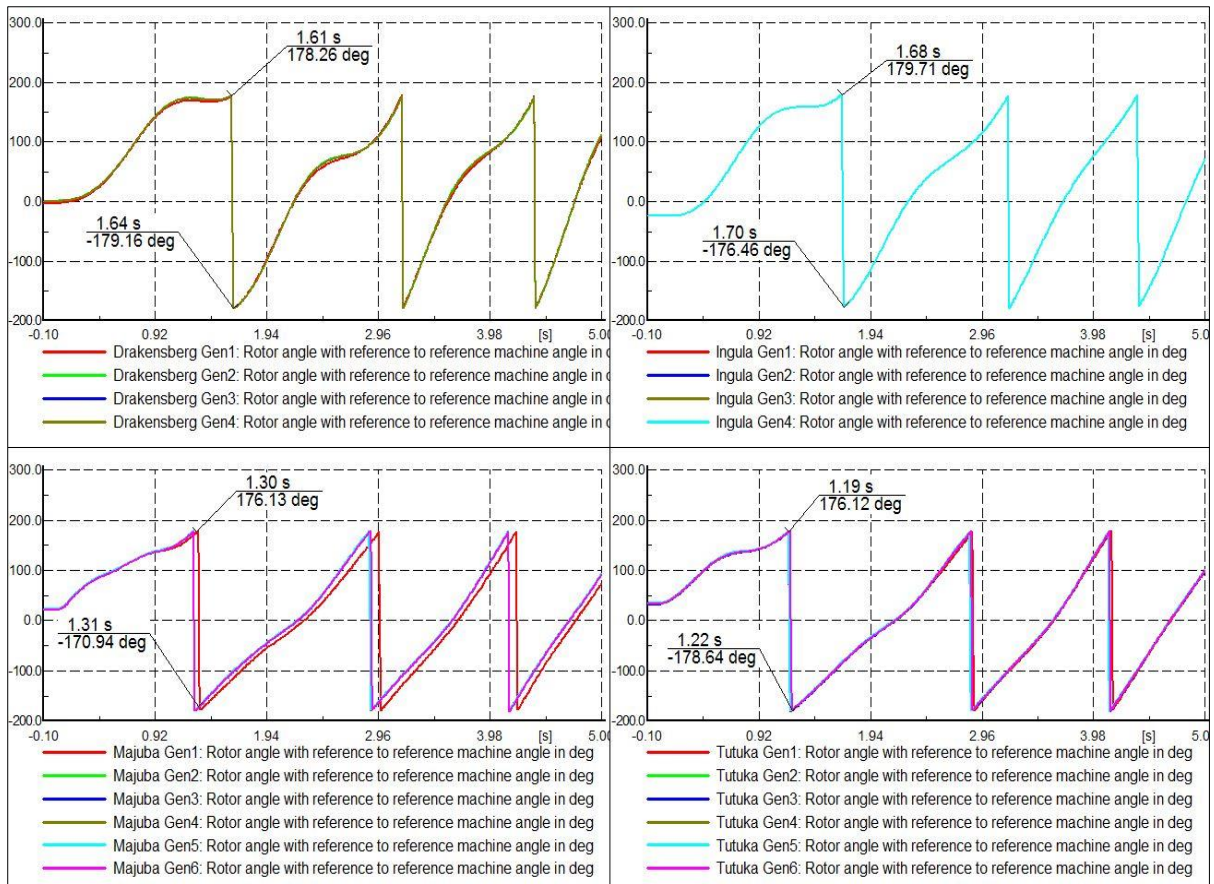 300.0
200.0
100.0
0.0
-100.0
-200.0
1.61 s
178.26 deg
1.64 s
-179.16 deg
-0.10 0.92 1.94 2.96 3.98 [s] 5.00
Drakensberg Gen1: Rotor angle with reference to reference machine angle in d
Drakensberg Gen2: Rotor angle with reference to reference machine angle in d
Drakensberg Gen3: Rotor angle with reference to reference machine angle in d
Drakensberg Gen4: Rotor angle with reference to reference machine angle in d
300.0
200.0
100.0
0.0
-100.0
-200.0
1.68 s
179.71 deg
1.70 s
-176.46 deg
-0.10 0.92 1.94 2.96 3.98 [s] 5.0
Ingula Gen1: Rotor angle with reference to reference machine angle in deg
Ingula Gen2: Rotor angle with reference to reference machine angle in deg
Ingula Gen3: Rotor angle with reference to reference machine angle in deg
Ingula Gen4: Rotor angle with reference to reference machine angle in deg
300.0
200.0
100.0
0.0
-100.0
-200.0
1.30 s
176.13 deg
1.31 s
-170.94 deg
-0.10 0.92 1.94 2.96 3.98 [s] 5.00
Majuba Gen1: Rotor angle with reference to reference machine angle in deg
Majuba Gen2: Rotor angle with reference to reference machine angle in deg
Majuba Gen3: Rotor angle with reference to reference machine angle in deg
Majuba Gen4: Rotor angle with reference to reference machine angle in deg
Majuba Gen5: Rotor angle with reference to reference machine angle in deg
Majuba Gen6: Rotor angle with reference to reference machine angle in deg
300.0
200.0
100.0
0.0
-100.0
-200.0
1.19 s
176.12 deg
1.22 s
-178.64 deg
-0.10 0.92 1.94 2.96 3.98 [s] 5.0
Tutuka Gen1: Rotor angle with reference to reference machine angle in deg
Tutuka Gen2: Rotor angle with reference to reference machine angle in deg
Tutuka Gen3: Rotor angle with reference to reference machine angle in deg
Tutuka Gen4: Rotor angle with reference to reference machine angle in deg
Tutuka Gen5: Rotor angle with reference to reference machine angle in deg
Tutuka Gen6: Rotor angle with reference to reference machine angle in deg